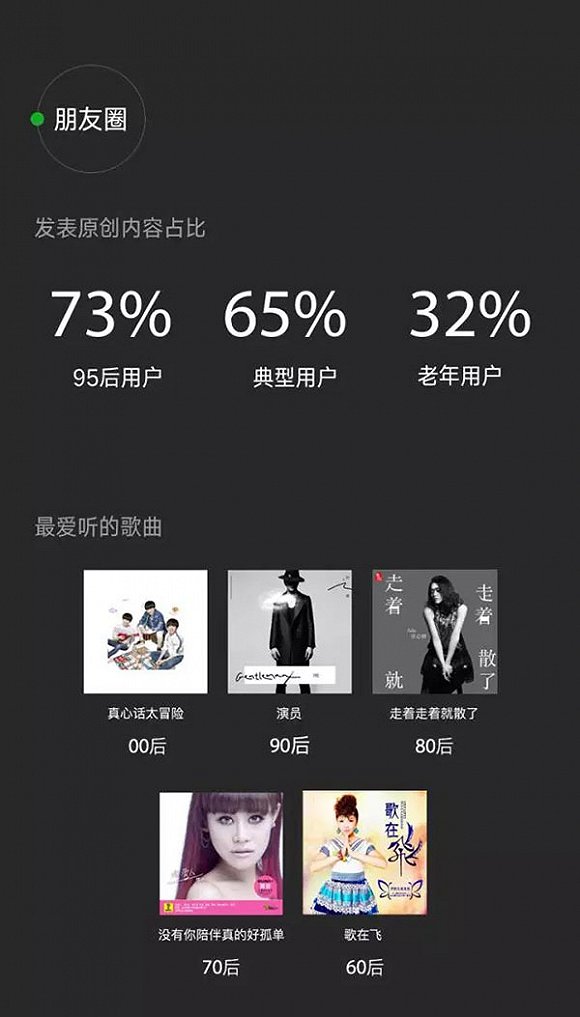 朋友圈
发表原创内容占比
73% 65% 32%
95后用户 典型用户 老年用户
最爱听的歌曲
走着 走着
就 散了
真心话太冒险 演员 走着走着就散了
00后 90后 80后
歌在飞
没有你陪伴真的好孤单 歌在飞
70后 60后